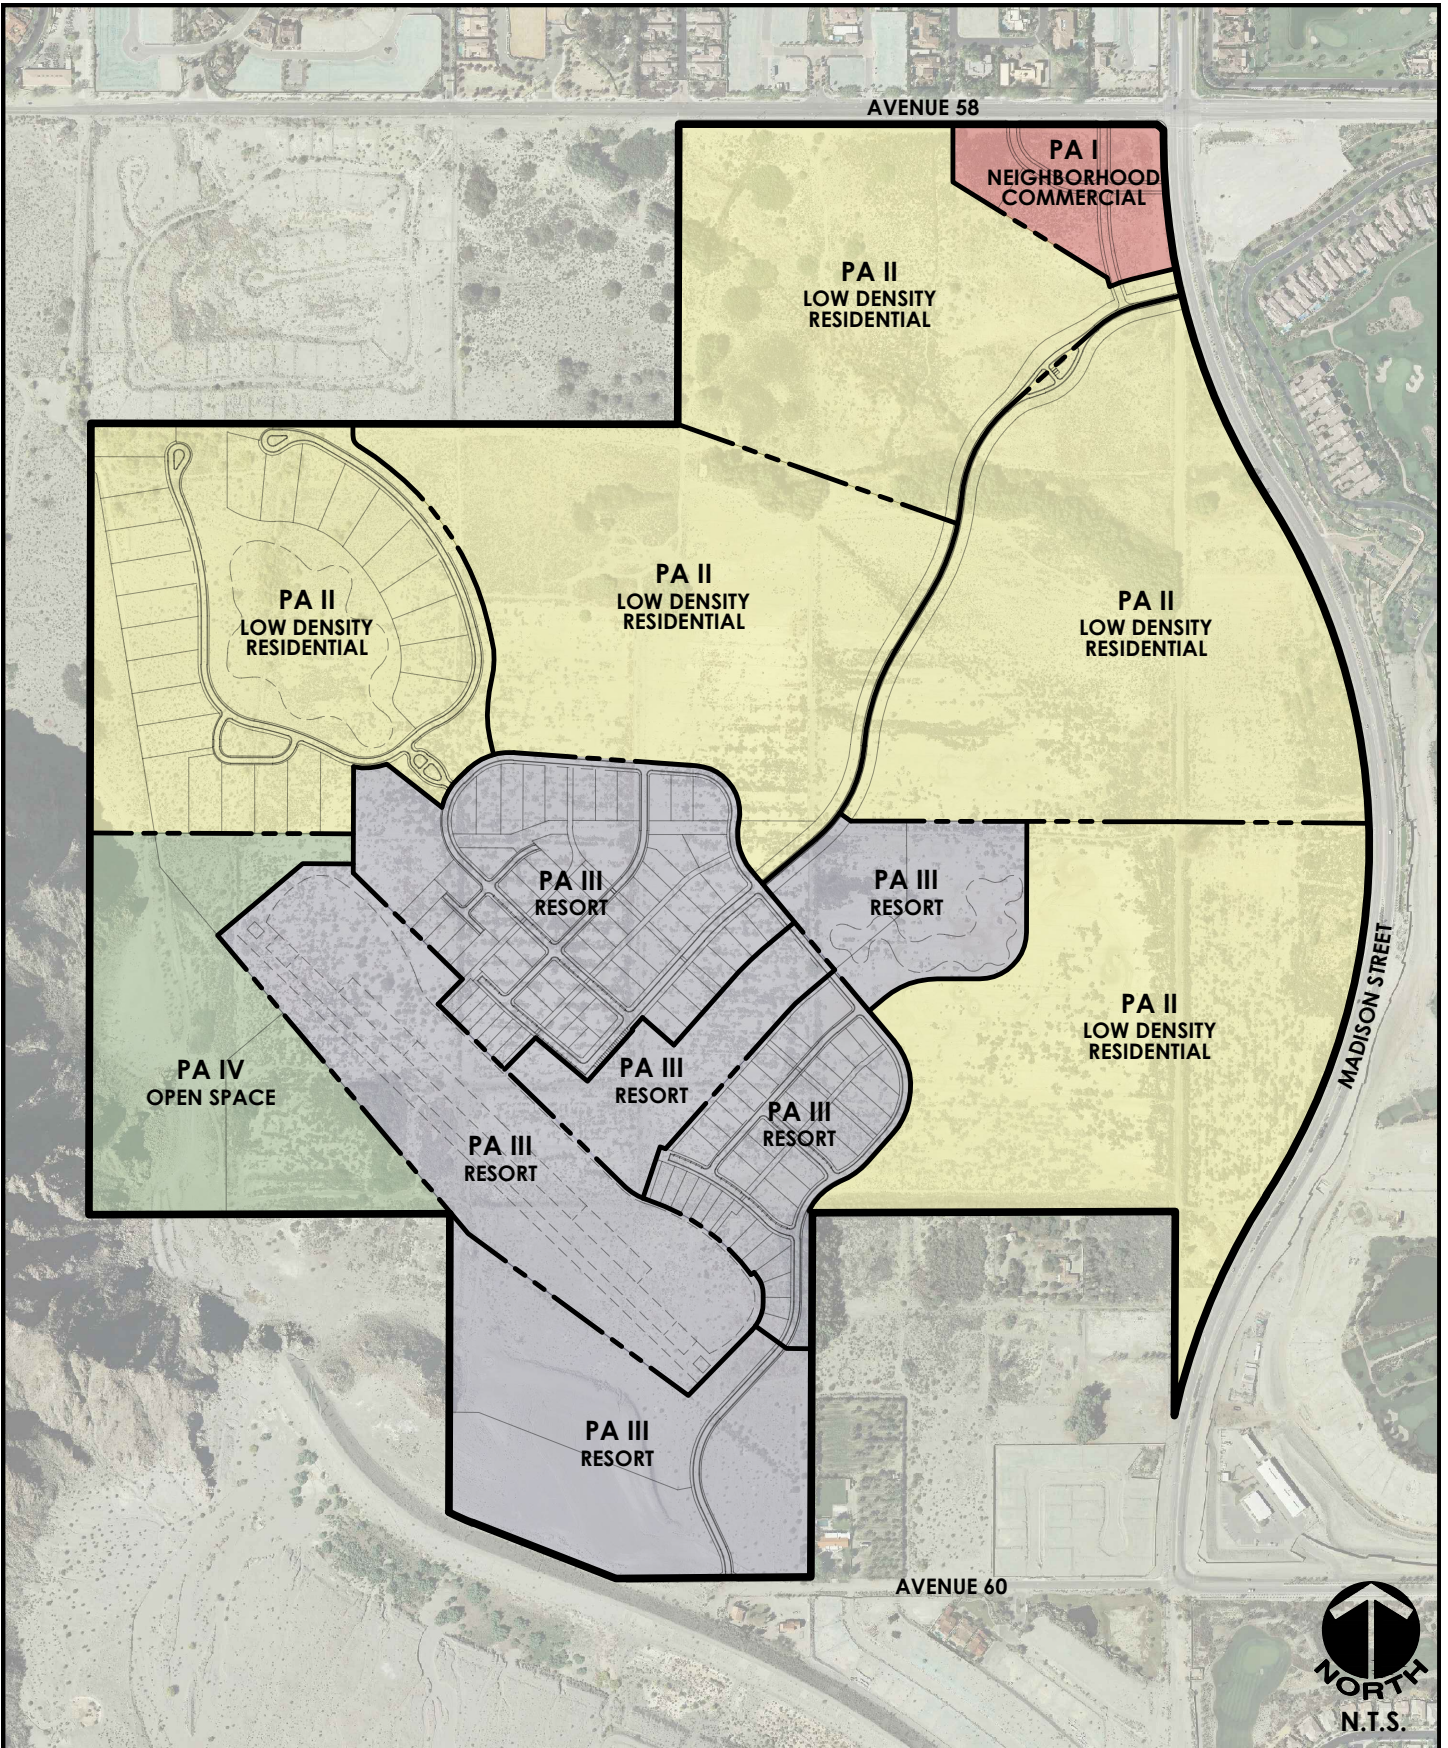 AVENUE 58
PA I
NEIGHBORHOOD
COMMERCIAL
PA II
LOW DENSITY
RESIDENTIAL
PA II
LOW DENSITY
RESIDENTIAL
PA II
LOW DENSITY
RESIDENTIAL
PA II
LOW DENSITY
RESIDENTIAL
PA III
RESORT
PA III
RESORT
MADISON STREET
PA II
LOW DENSITY
RESIDENTIAL
PA IV
OPEN SPACE
PA III
RESORT
PA III
RESORT
PA III
RESORT
PA III
RESORT
AVENUE 60
NORTH
N.T.S.